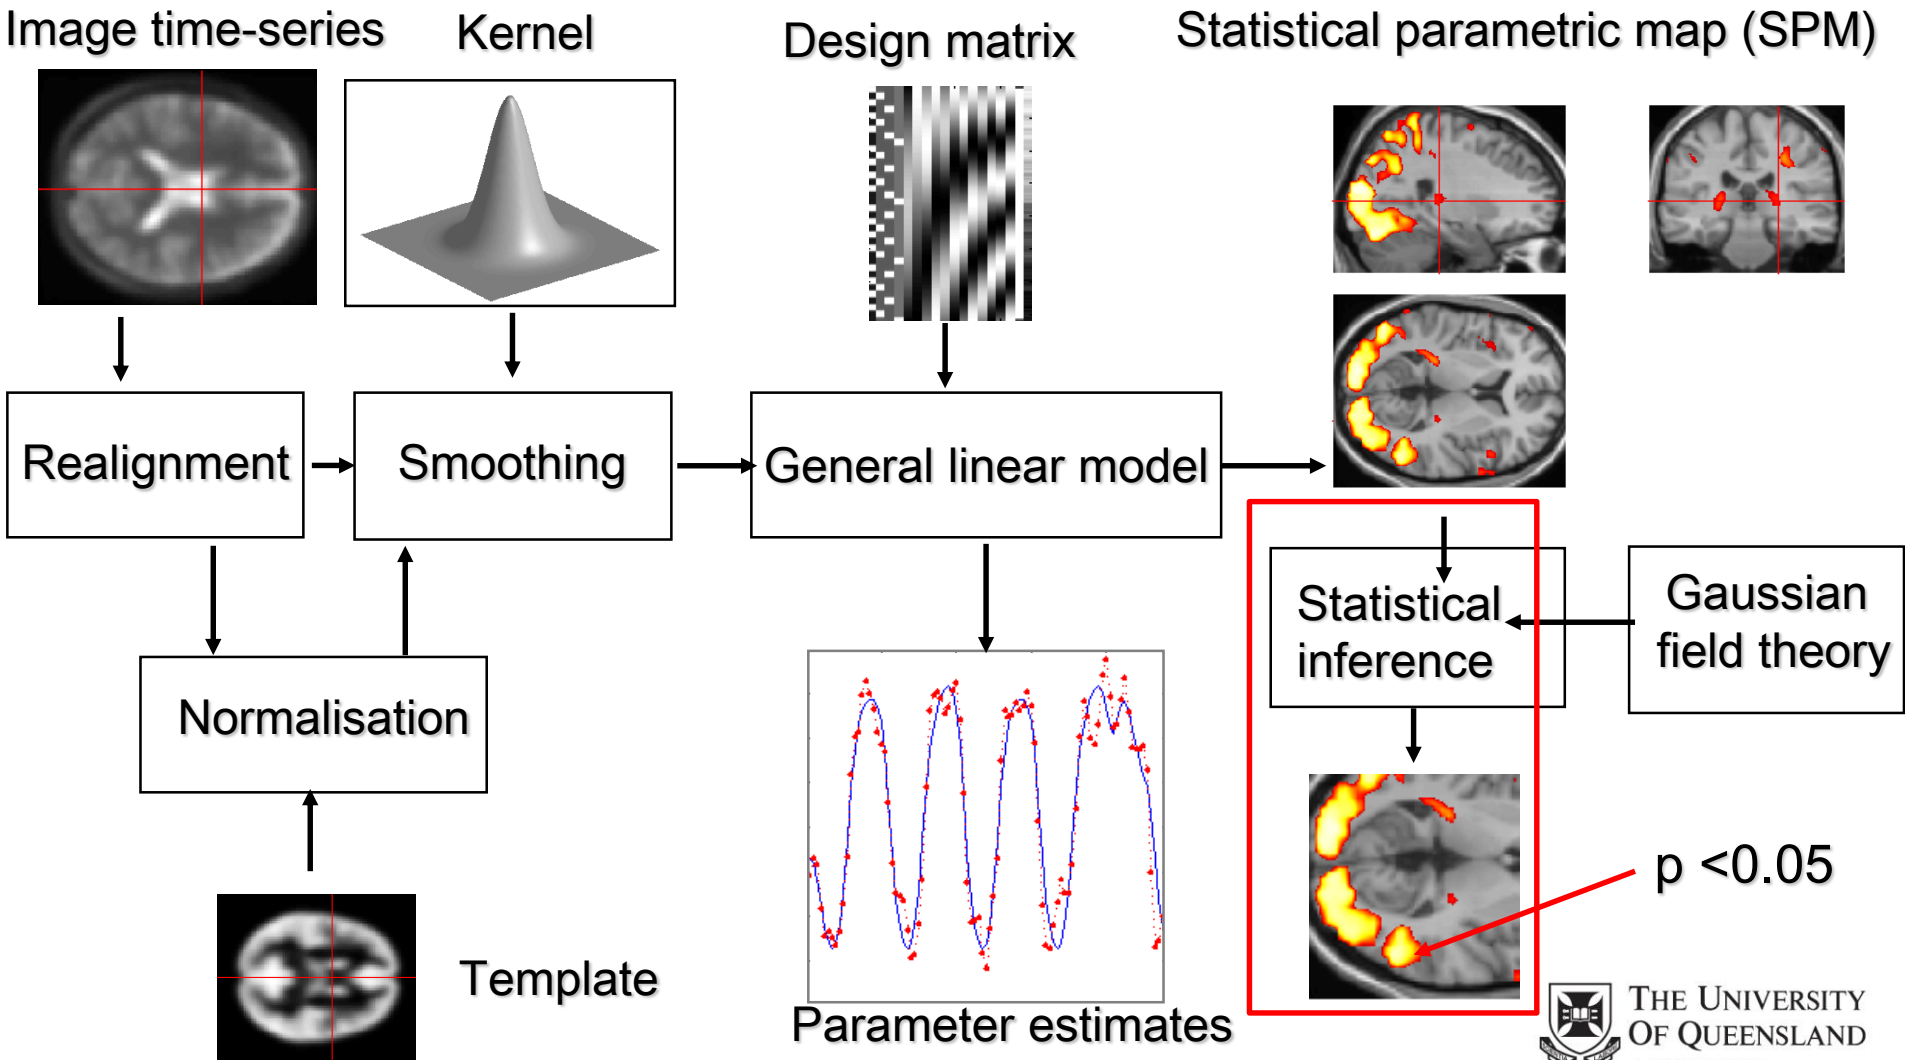 Image time-series
Kernel
Design matrix
Statistical parametric map (SPM)
Realignment
Smoothing
General linear model
Statistical
inference
Gaussian
field theory
Normalisation
p <0.05
Template
Parameter estimates
THE UNIVERSITY
OF QUEENSLAND